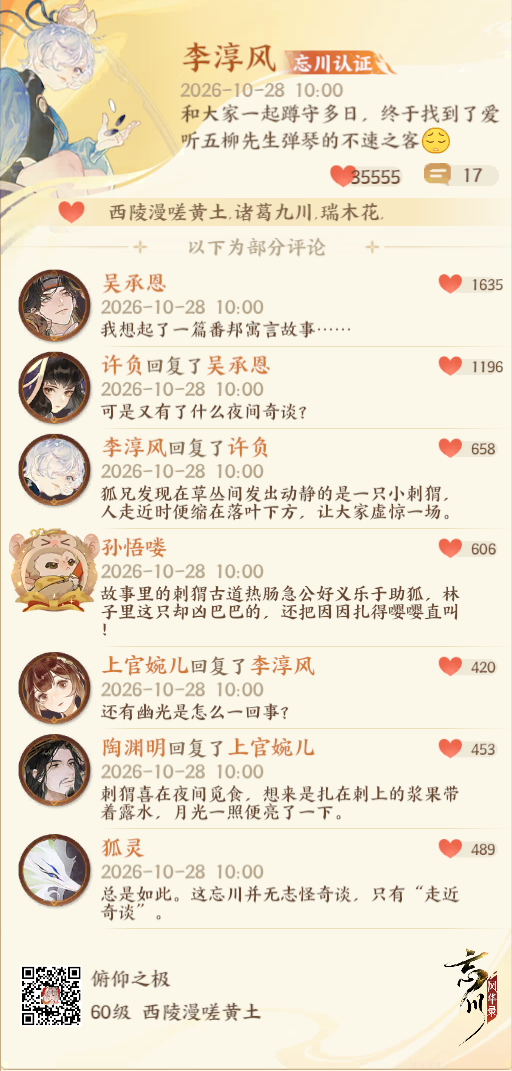 李淳风 忘川认证
2026-10-28 10:00
和大家一起蹲守多日，终于找到了爱
听五柳先生弹琴的不速之客
35555 17
西陵漫嗟黄土,诸葛九川,瑞木花,
以下为部分评论
吴承恩 1635
2026-10-28 10:00
我想起了一篇番邦寓言故事……
许负回复了吴承恩 1196
2026-10-28 10:00
可是又有了什么夜间奇谈？
李淳风回复了许负 658
2026-10-28 10:00
狐兄发现在草丛间发出动静的是一只小刺猬，
人走近时便缩在落叶下方，让大家虚惊一场。
孙悟喽 606
2026-10-28 10:00
故事里的刺猬古道热肠急公好义乐于助狐，林
子里这只却凶巴巴的，还把因因扎得嘤嘤直叫
！
上官婉儿回复了李淳风 420
2026-10-28 10:00
还有幽光是怎么一回事？
陶渊明回复了上官婉儿 453
2026-10-28 10:00
刺猬喜在夜间觅食，想来是扎在刺上的浆果带
着露水，月光一照便亮了一下。
狐灵 489
2026-10-28 10:00
总是如此。这忘川并无志怪奇谈，只有“走近
奇谈”。
俯仰之极
60级 西陵漫嗟黄土
忘川
风华录